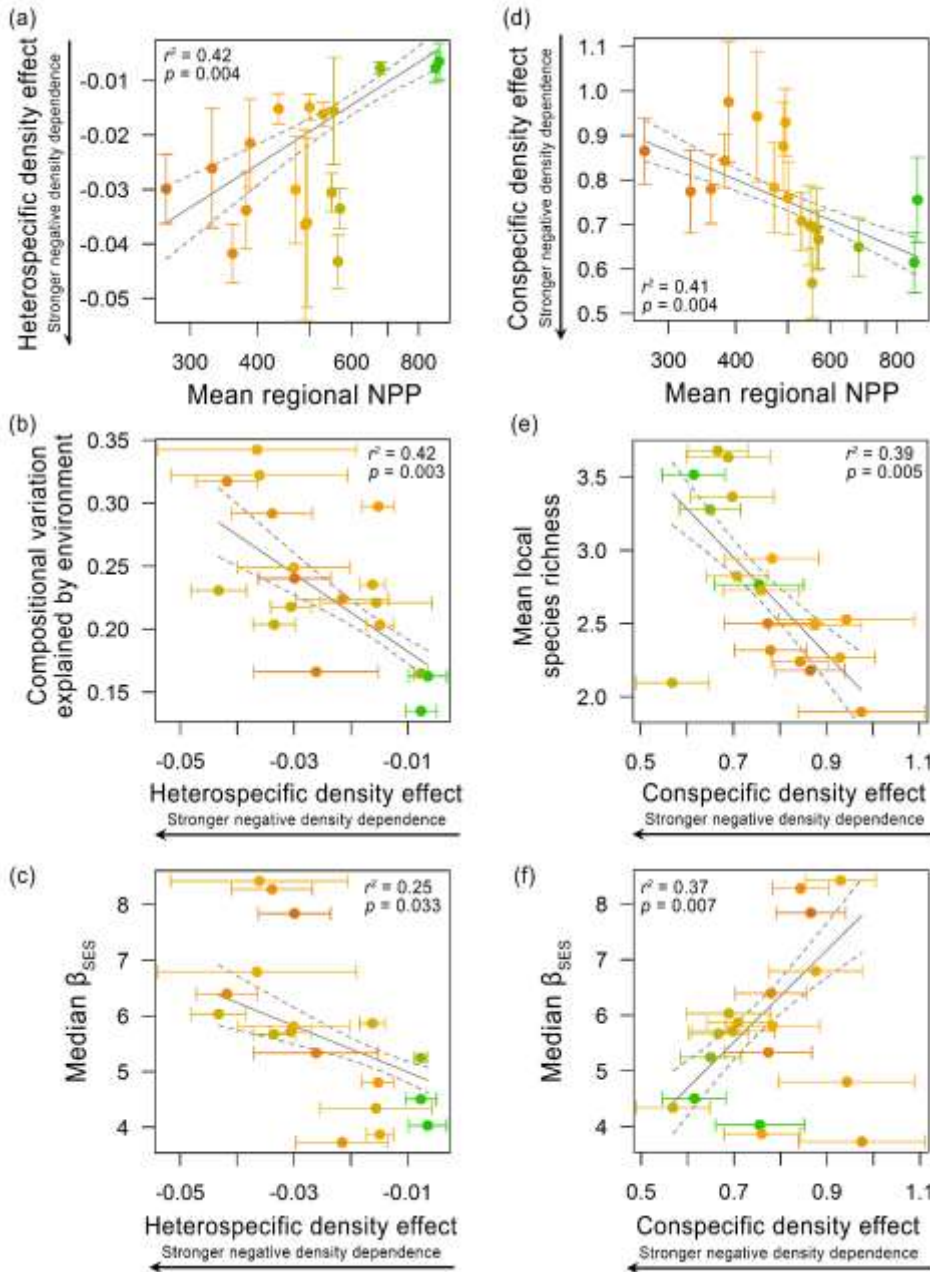 (a)
Heterospecific density effect
Stronger negative density dependence
r² = 0.42
p = 0.004
-0.01
-0.02
-0.03
-0.04
-0.05
300 400 600 800
Mean regional NPP
(d)
Conspecific density effect
Stronger negative density dependence
1.1
1.0
0.9
0.8
0.7
0.6
0.5
r² = 0.41
p = 0.004
300 400 600 800
Mean regional NPP
(b)
Compositional variation
explained by environment
0.35
0.30
0.25
0.20
0.15
r² = 0.42
p = 0.003
-0.05 -0.03 -0.01
Heterospecific density effect
Stronger negative density dependence
(e)
Mean local
species richness
3.5
3.0
2.5
2.0
r² = 0.39
p = 0.005
0.5 0.7 0.9 1.1
Conspecific density effect
Stronger negative density dependence
(c)
Median βSES
8
7
6
5
4
r² = 0.25
p = 0.033
-0.05 -0.03 -0.01
Heterospecific density effect
Stronger negative density dependence
(f)
Median βSES
8
7
6
5
4
r² = 0.37
p = 0.007
0.5 0.7 0.9 1.1
Conspecific density effect
Stronger negative density dependence